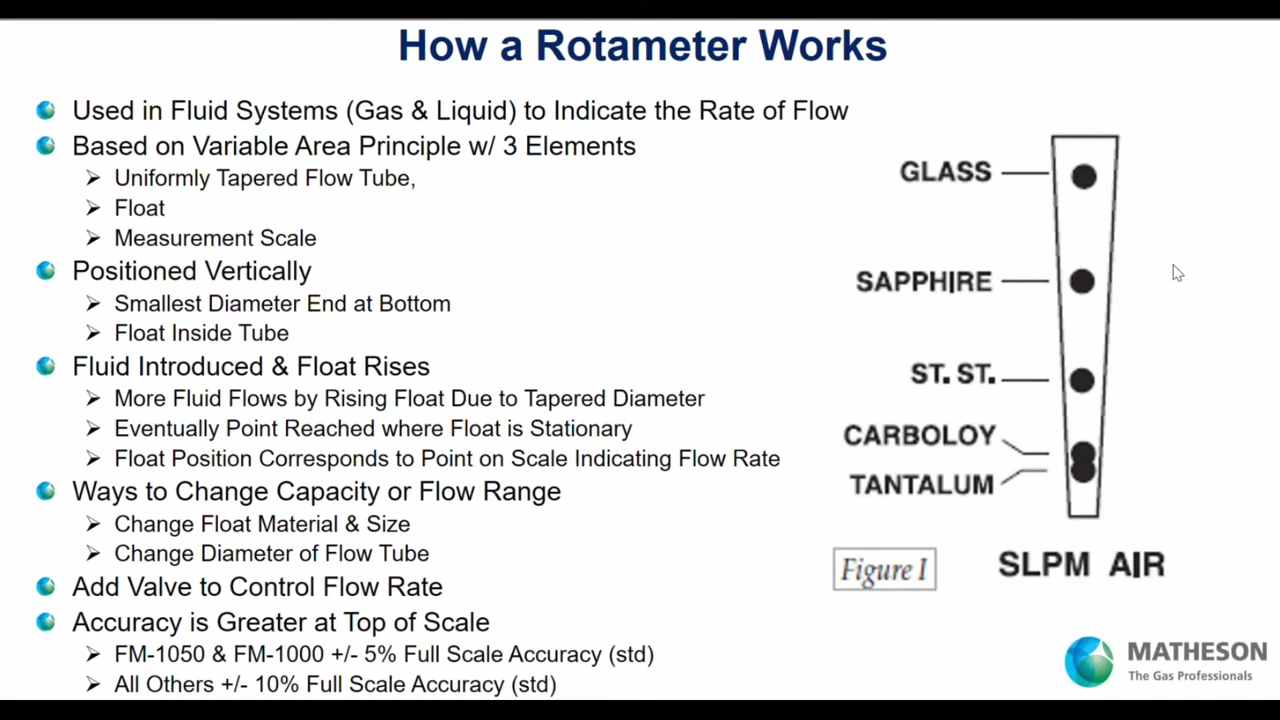 How a Rotameter Works
Used in Fluid Systems (Gas & Liquid) to Indicate the Rate of Flow
Based on Variable Area Principle w/ 3 Elements
Uniformly Tapered Flow Tube,
Float
Measurement Scale
Positioned Vertically
Smallest Diameter End at Bottom
Float Inside Tube
Fluid Introduced & Float Rises
More Fluid Flows by Rising Float Due to Tapered Diameter
Eventually Point Reached where Float is Stationary
Float Position Corresponds to Point on Scale Indicating Flow Rate
Ways to Change Capacity or Flow Range
Change Float Material & Size
Change Diameter of Flow Tube
Add Valve to Control Flow Rate
Accuracy is Greater at Top of Scale
FM-1050 & FM-1000 +/- 5% Full Scale Accuracy (std)
All Others +/- 10% Full Scale Accuracy (std)
GLASS
SAPPHIRE
ST. ST.
CARBOLOY
TANTALUM
Figure I
SLPM AIR
MATHESON
The Gas Professionals